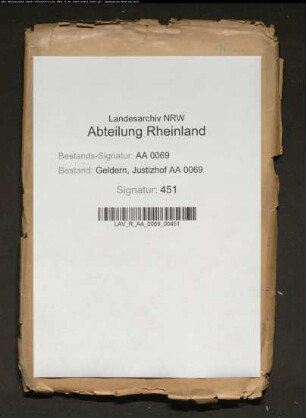 Landesarchiv NRW
Abteilung Rheinland
Bestands-Signatur: AA 0069
Bestand: Geldern, Justizhof AA 0069
Signatur: 451
LAV_R_AA_0069_00451